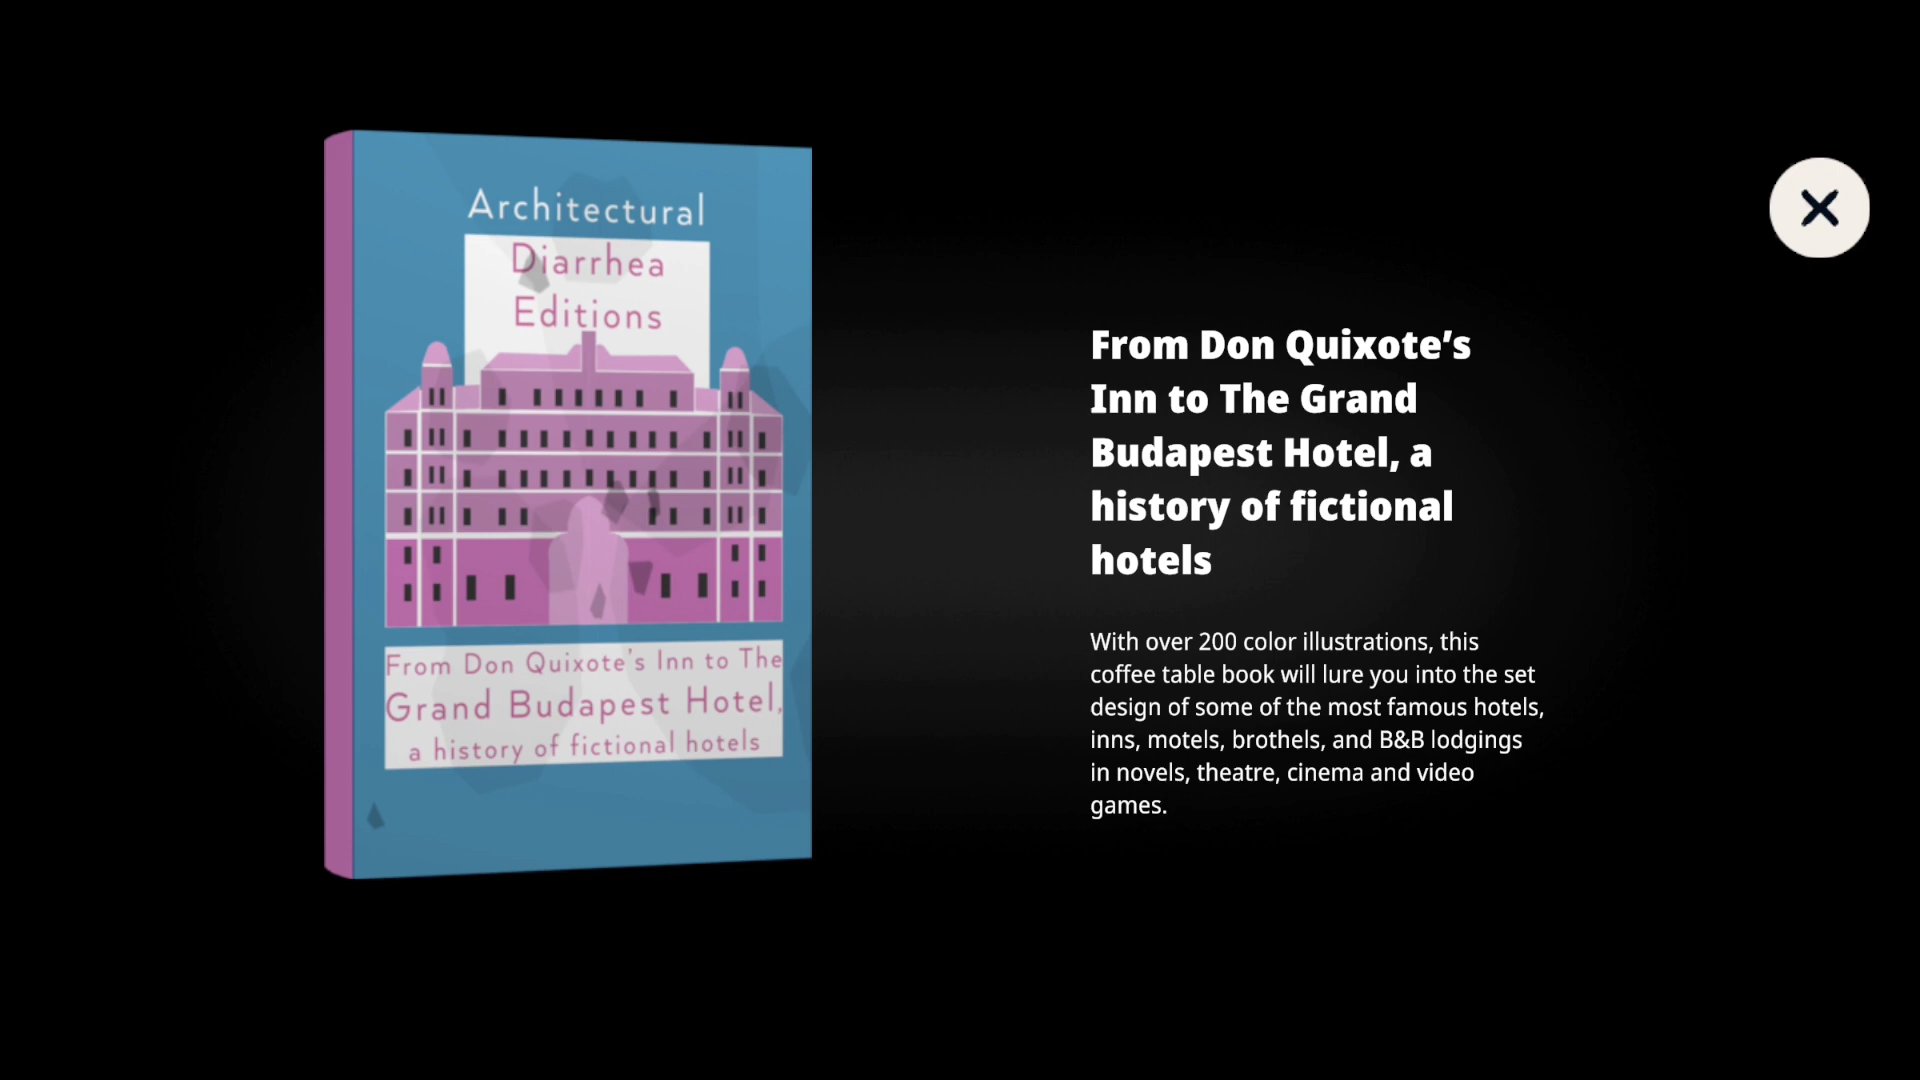 Architectural
Diarrhea
Editions
From Don Quixote's Inn to The
Grand Budapest Hotel,
a history of fictional hotels
From Don Quixote’s
Inn to The Grand
Budapest Hotel, a
history of fictional
hotels
With over 200 color illustrations, this
coffee table book will lure you into the set
design of some of the most famous hotels,
inns, motels, brothels, and B&B lodgings
in novels, theatre, cinema and video
games.